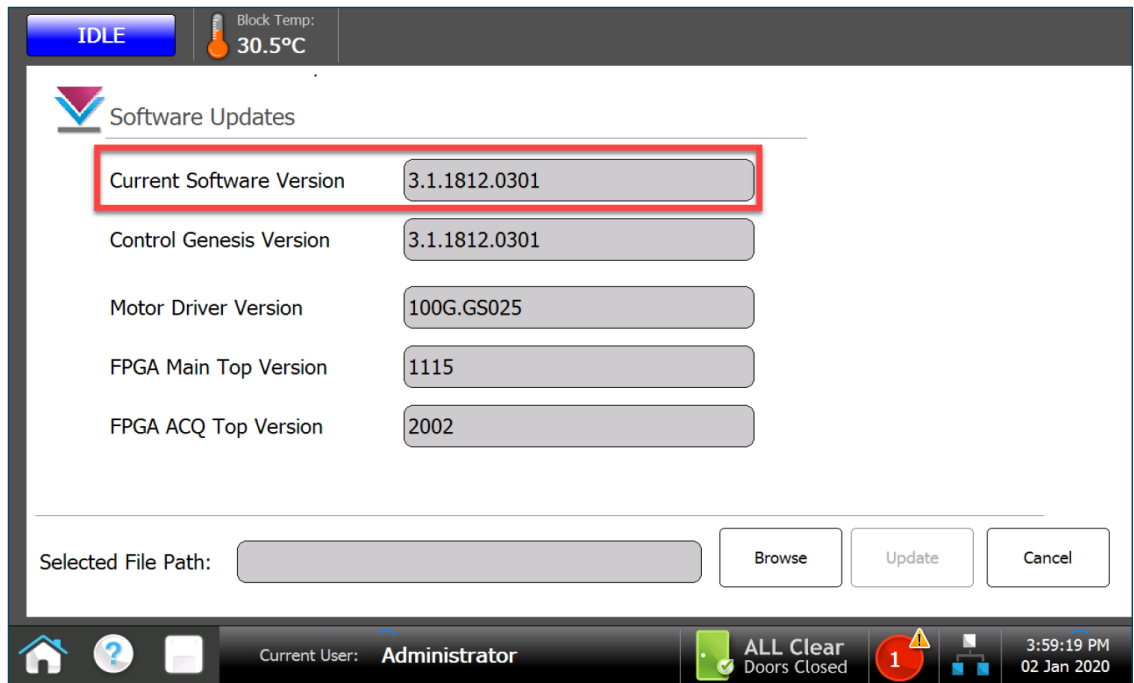 IDLE
Block Temp:
30.5°C
Software Updates
Current Software Version 3.1.1812.0301
Control Genesis Version 3.1.1812.0301
Motor Driver Version 100G.GS025
FPGA Main Top Version 1115
FPGA ACQ Top Version 2002
Selected File Path: Browse Update Cancel
? Current User: Administrator
ALL Clear
Doors Closed
1
3:59:19 PM
02 Jan 2020